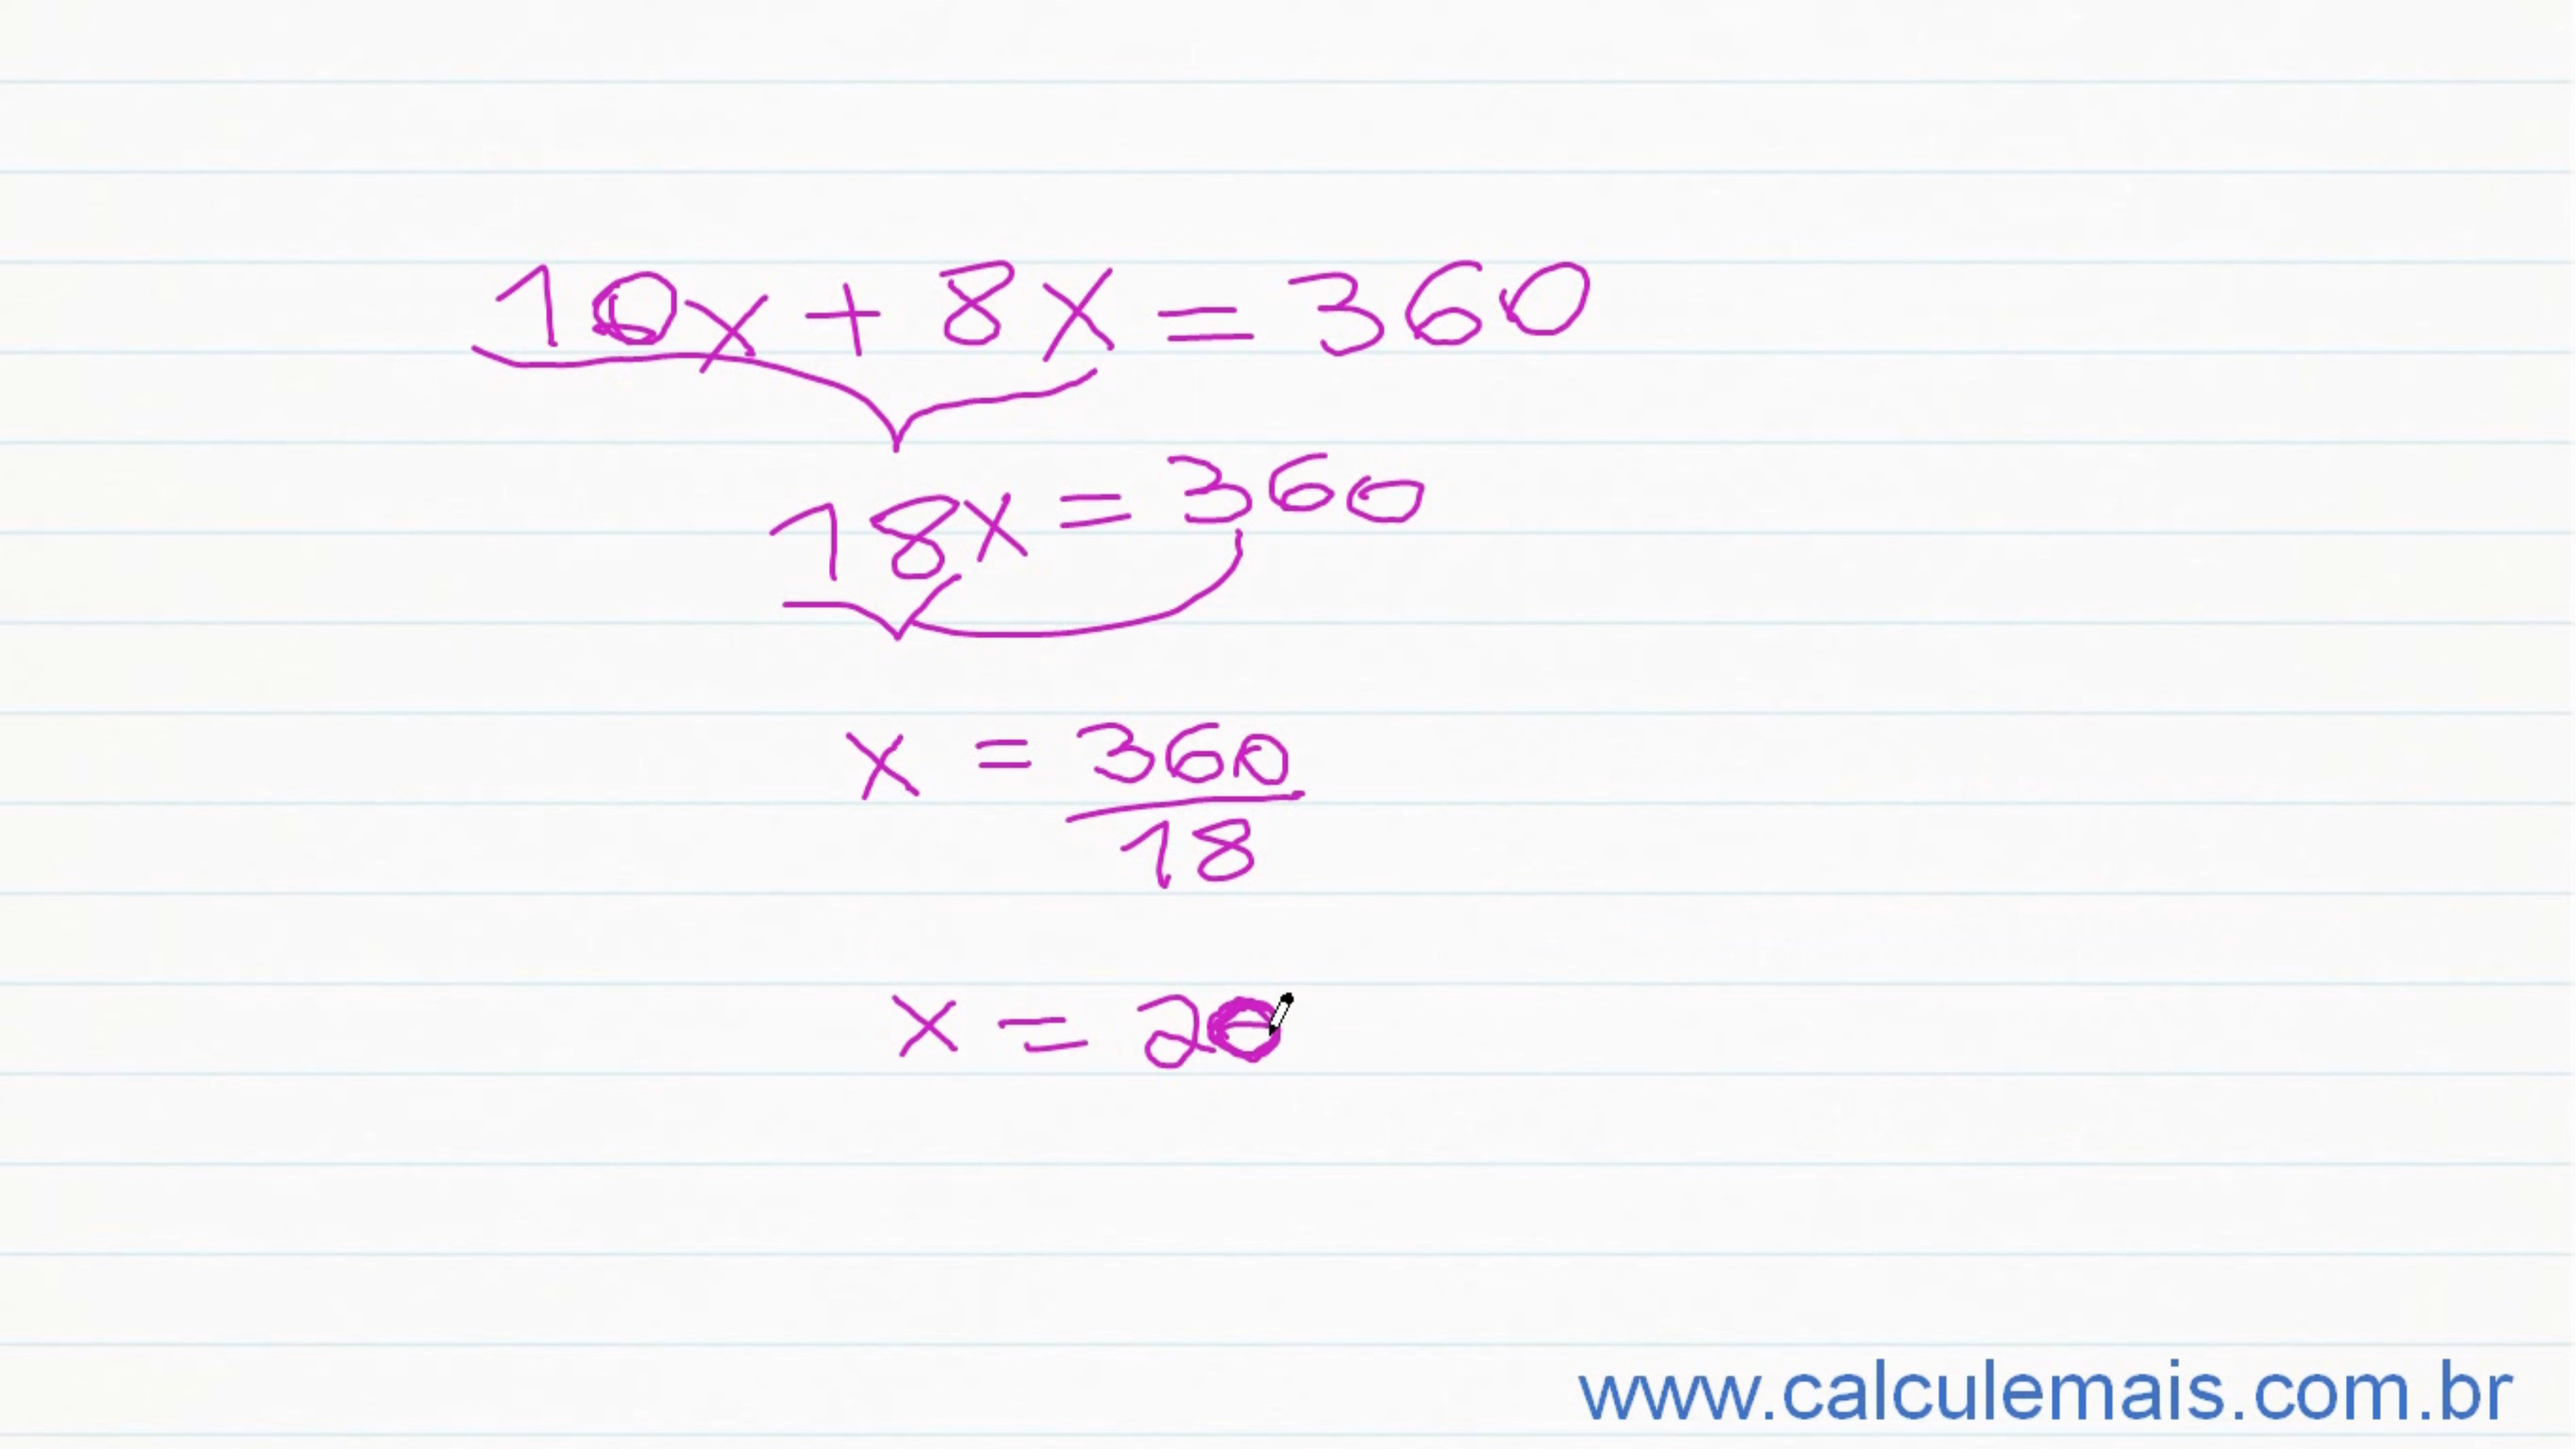 10x + 8x = 360
18x = 360
x = 360/18
x = 20
www.calculemais.com.br